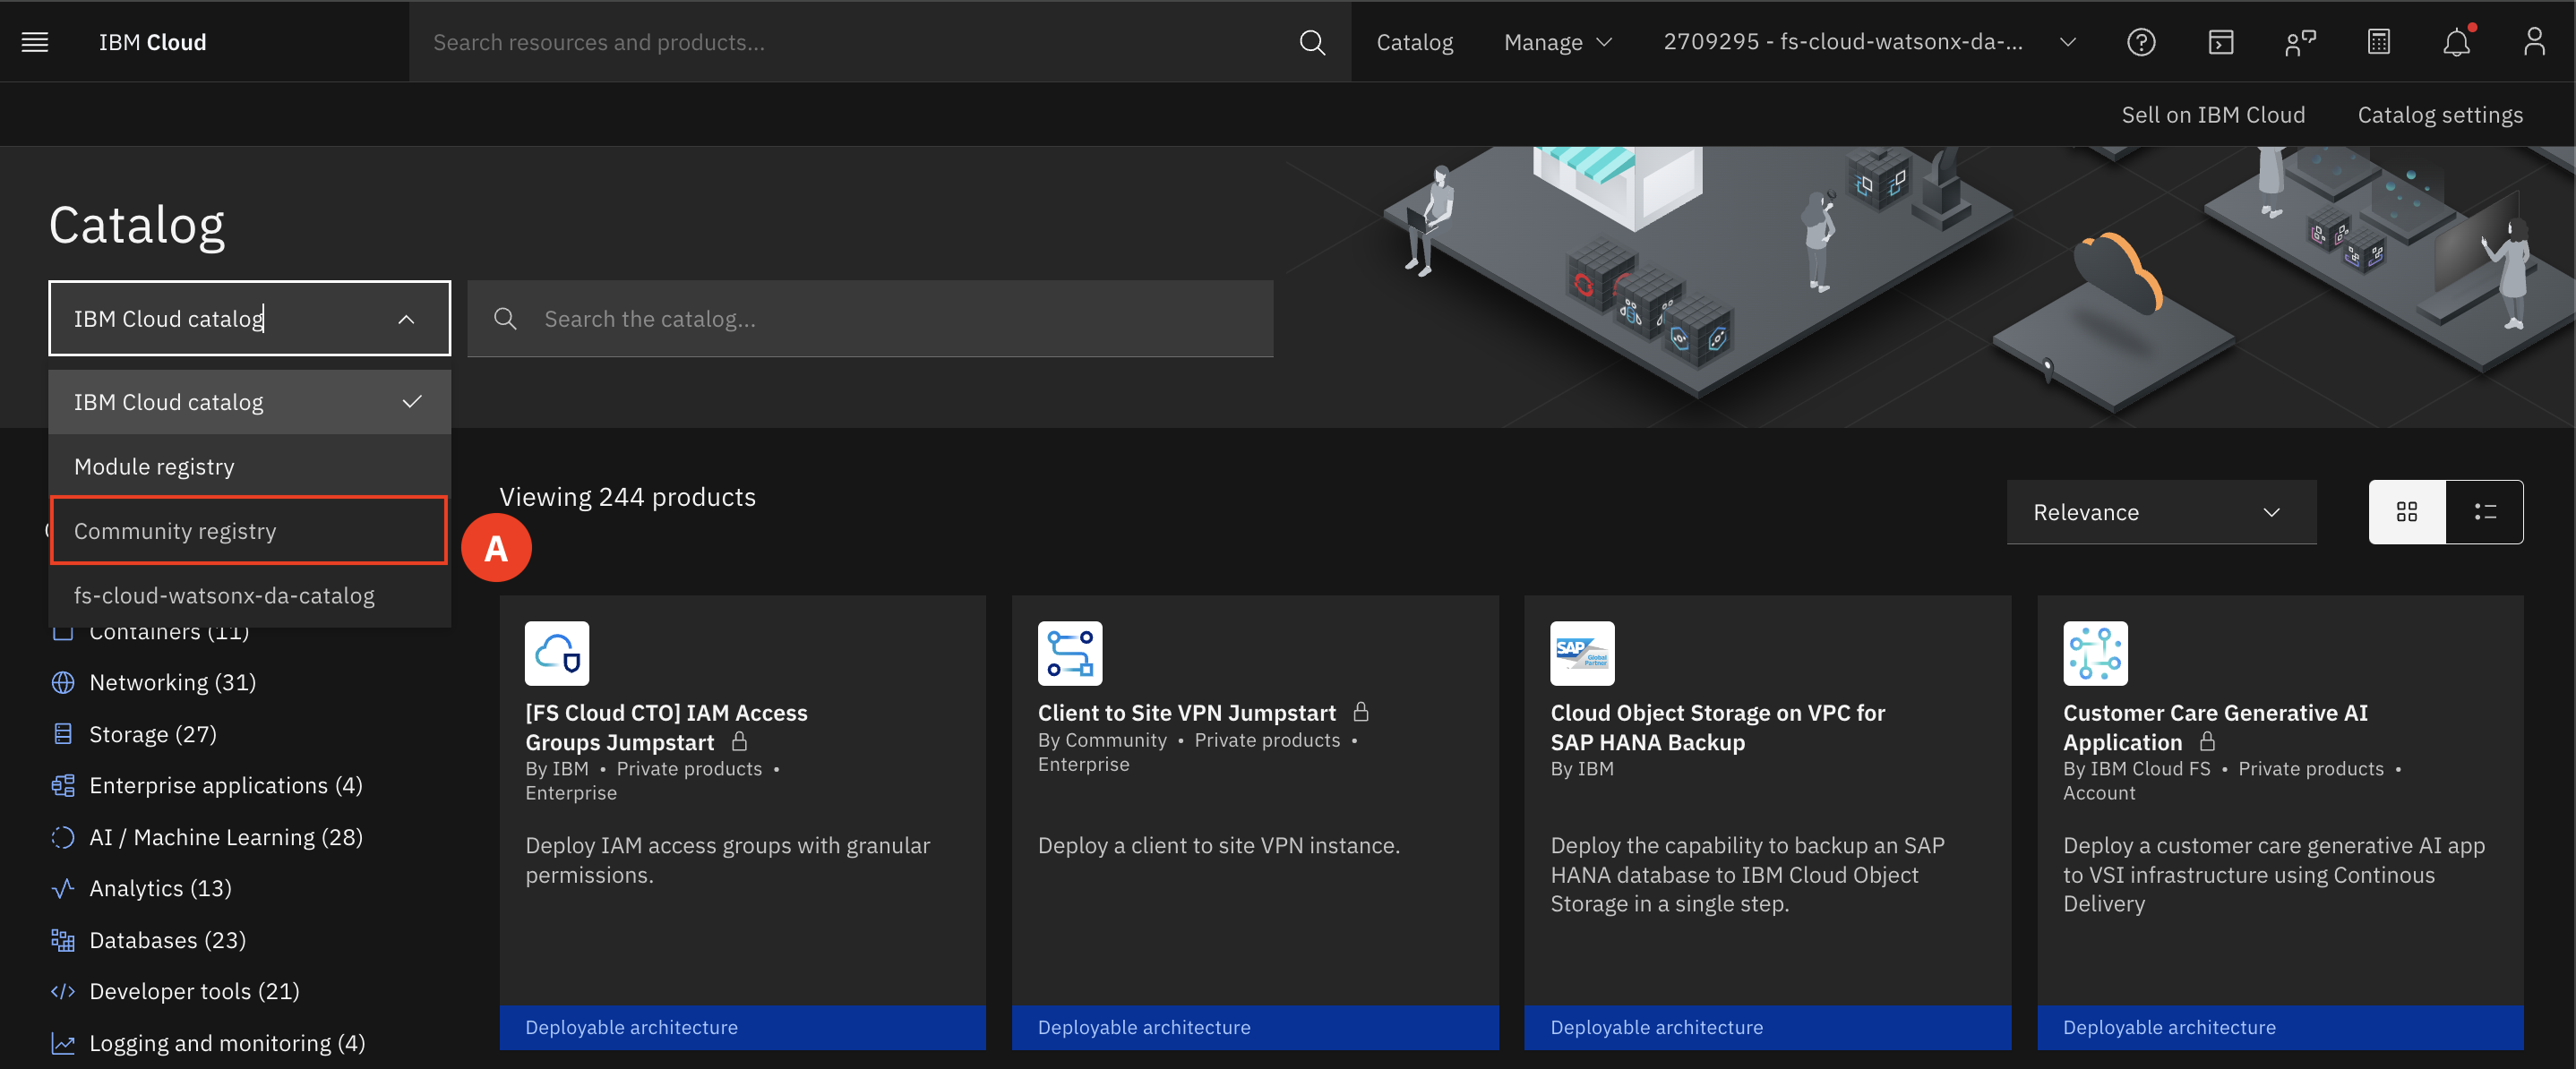 IBM Cloud
Search resources and products...
Catalog
Manage
2709295 - fs-cloud-watsonx-da-...
Sell on IBM Cloud
Catalog settings
Catalog
IBM Cloud catalog
Search the catalog...
IBM Cloud catalog
Module registry
Community registry
fs-cloud-watsonx-da-catalog
A
Containers (11)
Networking (31)
Storage (27)
Enterprise applications (4)
AI / Machine Learning (28)
Analytics (13)
Databases (23)
Developer tools (21)
Logging and monitoring (4)
Viewing 244 products
Relevance
[FS Cloud CTO] IAM Access
Groups Jumpstart
By IBM • Private products •
Enterprise
Deploy IAM access groups with granular
permissions.
Deployable architecture
Client to Site VPN Jumpstart
By Community • Private products •
Enterprise
Deploy a client to site VPN instance.
Deployable architecture
SAP
Global
Partner
Cloud Object Storage on VPC for
SAP HANA Backup
By IBM
Deploy the capability to backup an SAP
HANA database to IBM Cloud Object
Storage in a single step.
Deployable architecture
Customer Care Generative AI
Application
By IBM Cloud FS • Private products •
Account
Deploy a customer care generative AI app
to VSI infrastructure using Continous
Delivery
Deployable architecture